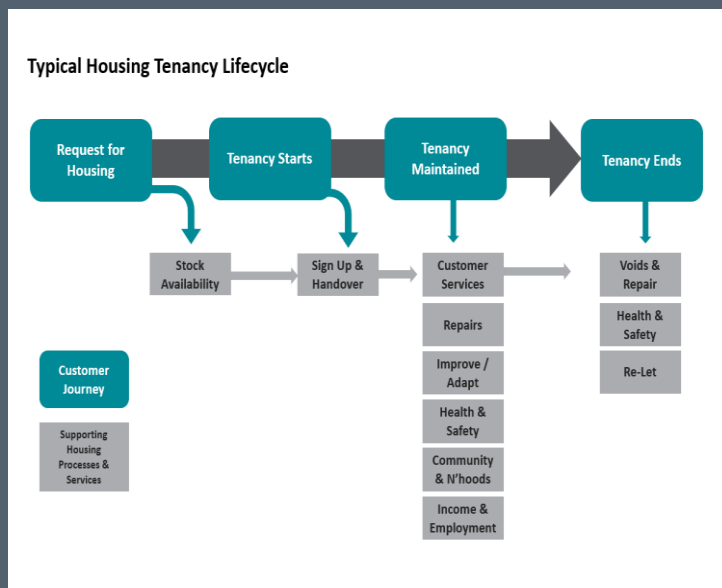 Typical Housing Tenancy Lifecycle
Request for
Housing
Tenancy Starts
Tenancy
Maintained
Tenancy Ends
Stock
Availability
Sign Up &
Handover
Customer
Services
Voids &
Repair
Repairs
Health &
Safety
Improve /
Adapt
Re-Let
Customer
Journey
Health &
Safety
Supporting
Housing
Processes &
Services
Community
& N'hoods
Income &
Employment